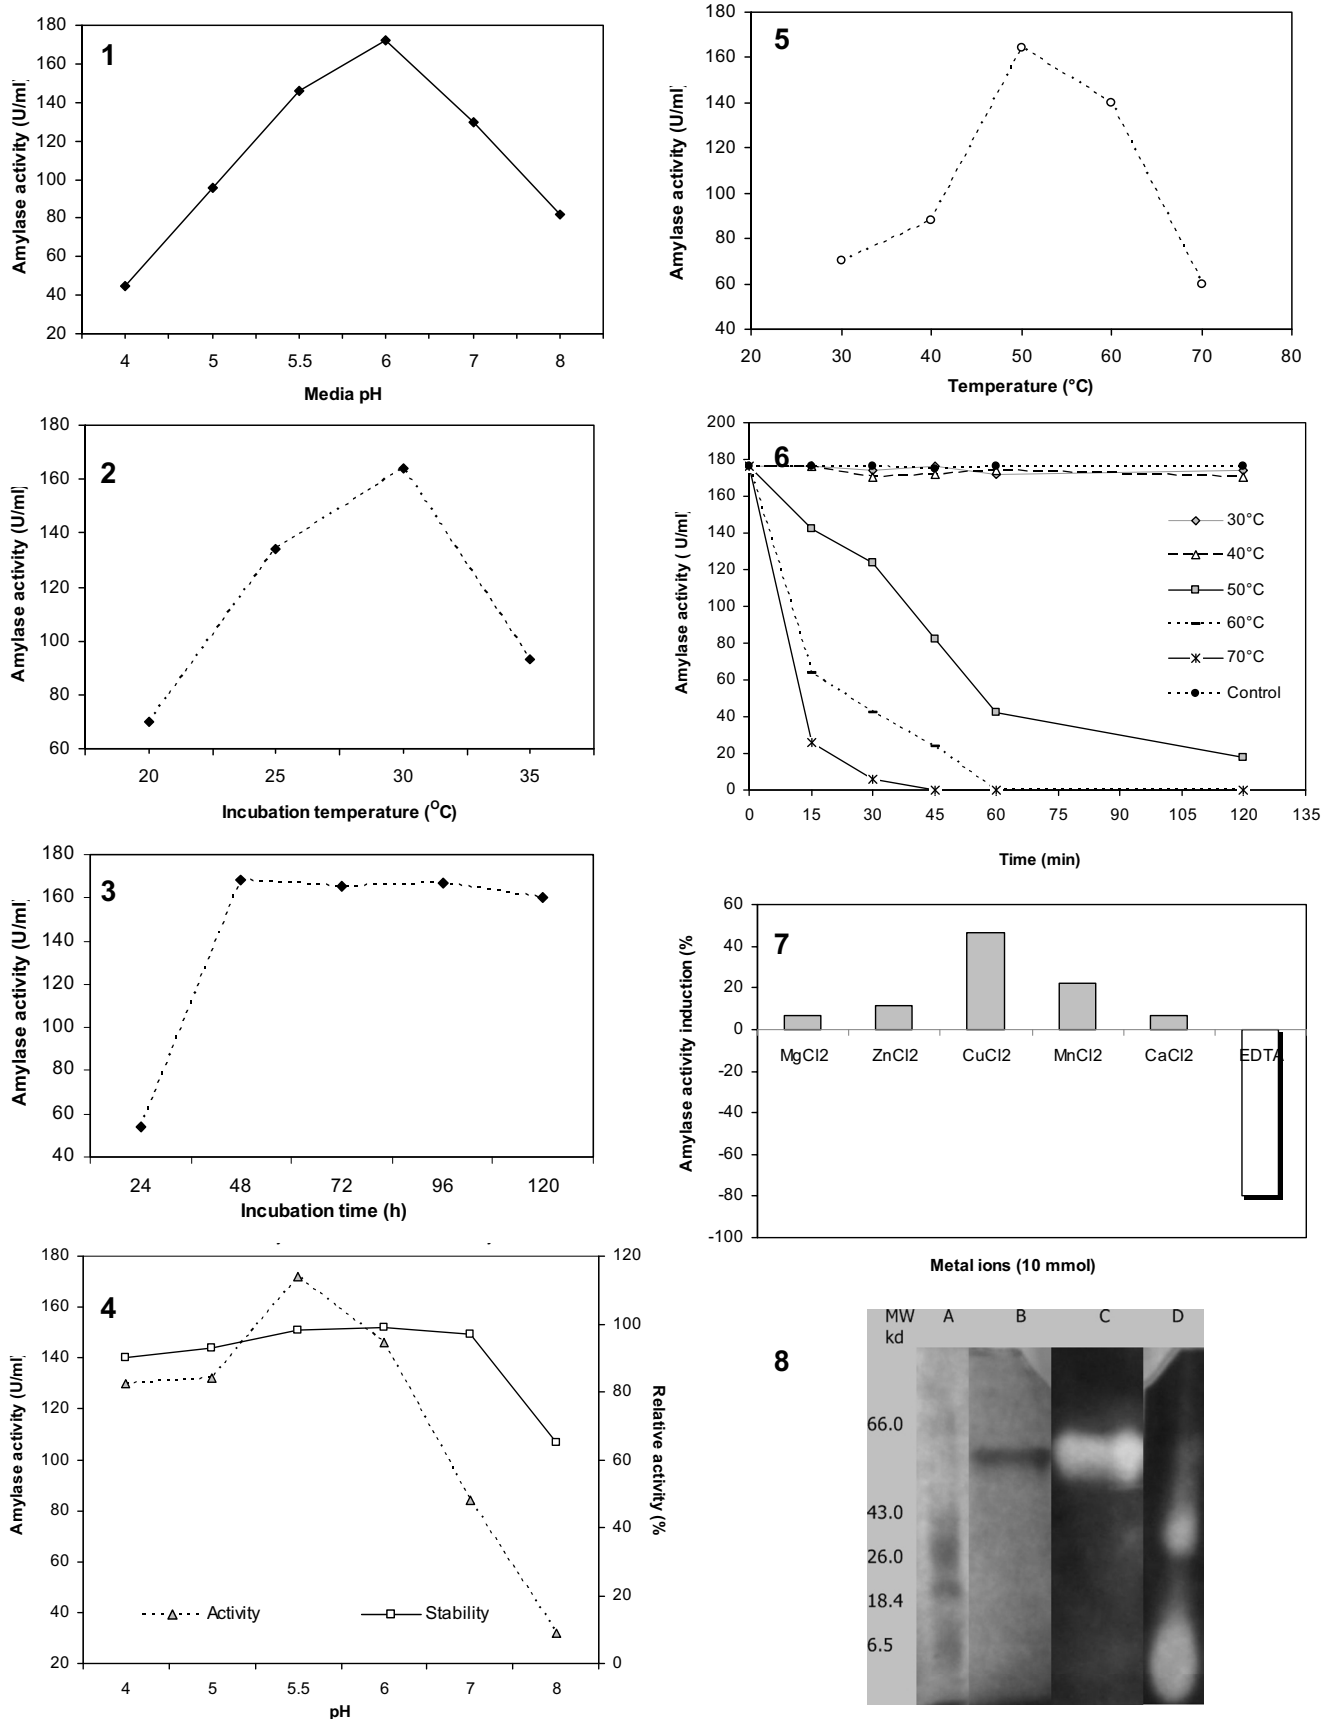 1
Amylase activity (U/ml)
180
160
140
120
100
80
60
40
20
4 5 5.5 6 7 8
Media pH
2
Amylase activity (U/ml)
180
160
140
120
100
80
60
20 25 30 35
Incubation temperature (OC)
3
Amylase activity (U/ml)
180
160
140
120
100
80
60
40
24 48 72 96 120
Incubation time (h)
4
Amylase activity (U/ml)
180
160
140
120
100
80
60
40
20
120
100
80
60
40
20
0
Relative activity (%
Activity Stability
4 5 5.5 6 7 8
pH
5
Amylase activity (U/ml)
180
160
140
120
100
80
60
40
20 30 40 50 60 70 80
Temperature (°C)
6
Amylase activity ( U/ml)
200
180
160
140
120
100
80
60
40
20
0
30°C
40°C
50°C
60°C
70°C
Control
0 15 30 45 60 75 90 105 120 135
Time (min)
7
Amylase activity induction (%
60
40
20
0
-20
-40
-60
-80
-100
MgCl2 ZnCl2 CuCl2 MnCl2 CaCl2 EDTA
Metal ions (10 mmol)
8
MW A B C D
kd
66.0
43.0
26.0
18.4
6.5